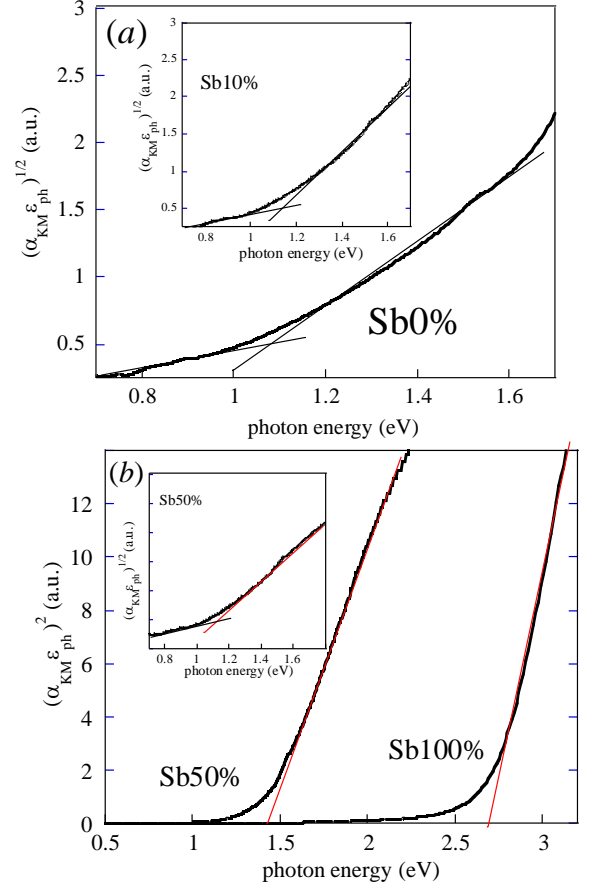 (a)
3
2.5
2
1.5
1
0.5
(α_KM ε_ph)^1/2 (a.u.)
0.8 1 1.2 1.4 1.6
photon energy (eV)
Sb0%
Sb10%
3
2.5
2
1.5
1
0.5
(α_KM ε_ph)^1/2 (a.u.)
0.8 1 1.2 1.4 1.6
photon energy (eV)
(b)
12
10
8
6
4
2
0
(α_KM ε_ph)^2 (a.u.)
0.5 1 1.5 2 2.5 3
photon energy (eV)
Sb50%
Sb100%
Sb50%
(α_KM ε_ph)^1/2 (a.u.)
0.8 1 1.2 1.4 1.6
photon energy (eV)